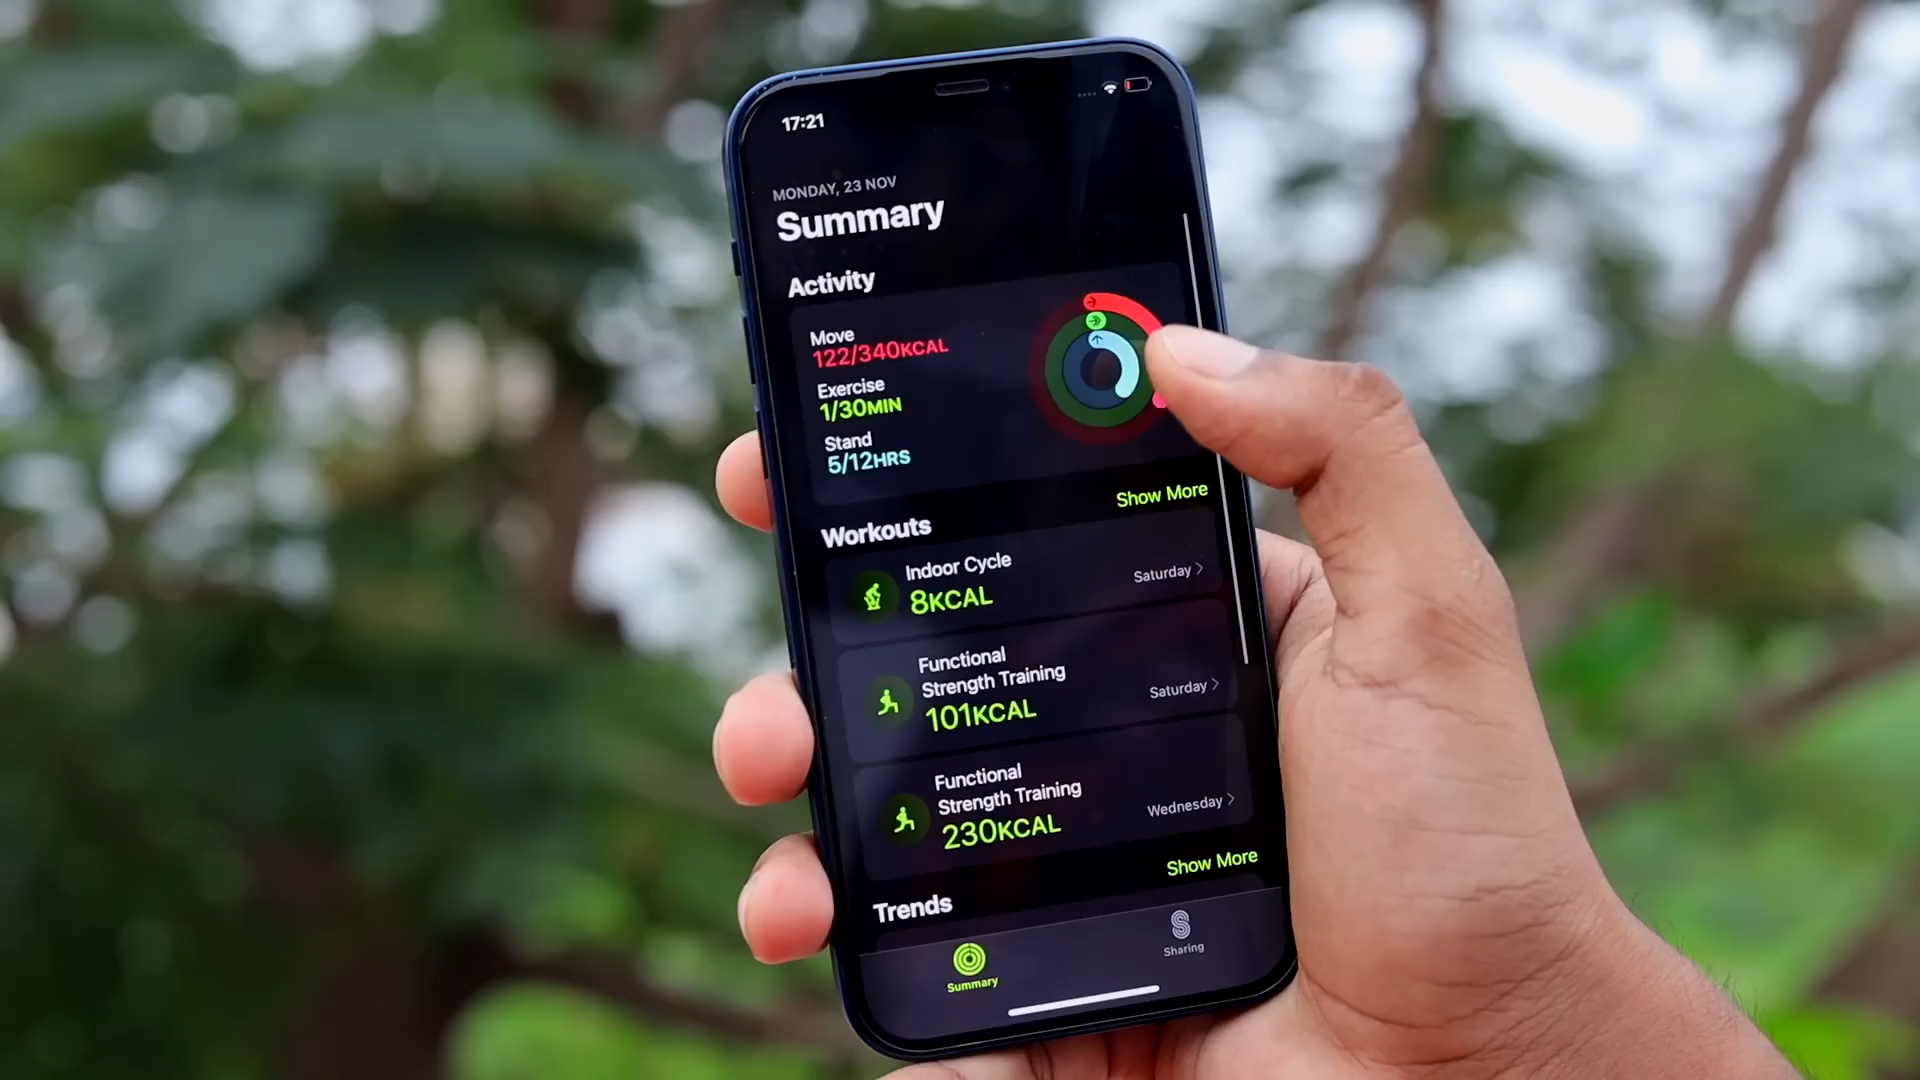 17:21
MONDAY, 23 NOV
Summary
Activity
Move
122/340KCAL
Exercise
1/30MIN
Stand
5/12HRS
Show More
Workouts
Indoor Cycle
8KCAL
Saturday
Functional
Strength Training
101KCAL
Saturday
Functional
Strength Training
230KCAL
Wednesday
Show More
Trends
Summary
Sharing